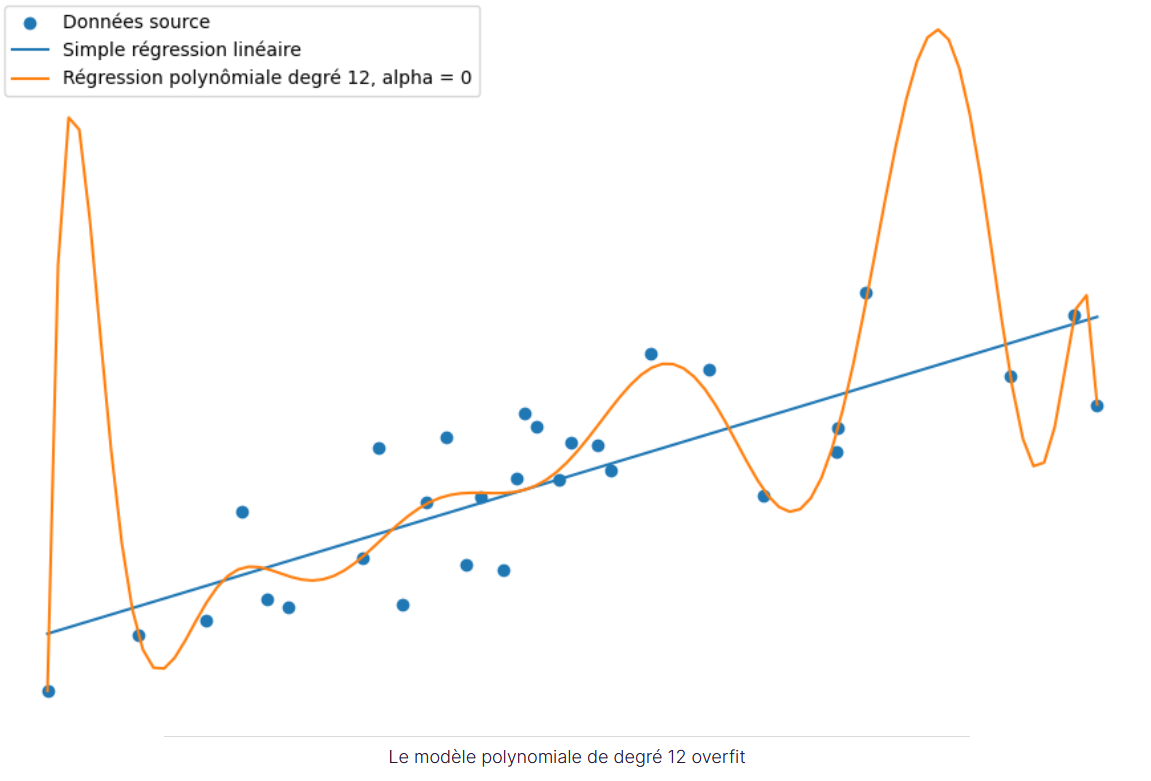 Données source
Simple régression linéaire
Régression polynômiale degré 12, alpha = 0
Le modèle polynomiale de degré 12 overfit